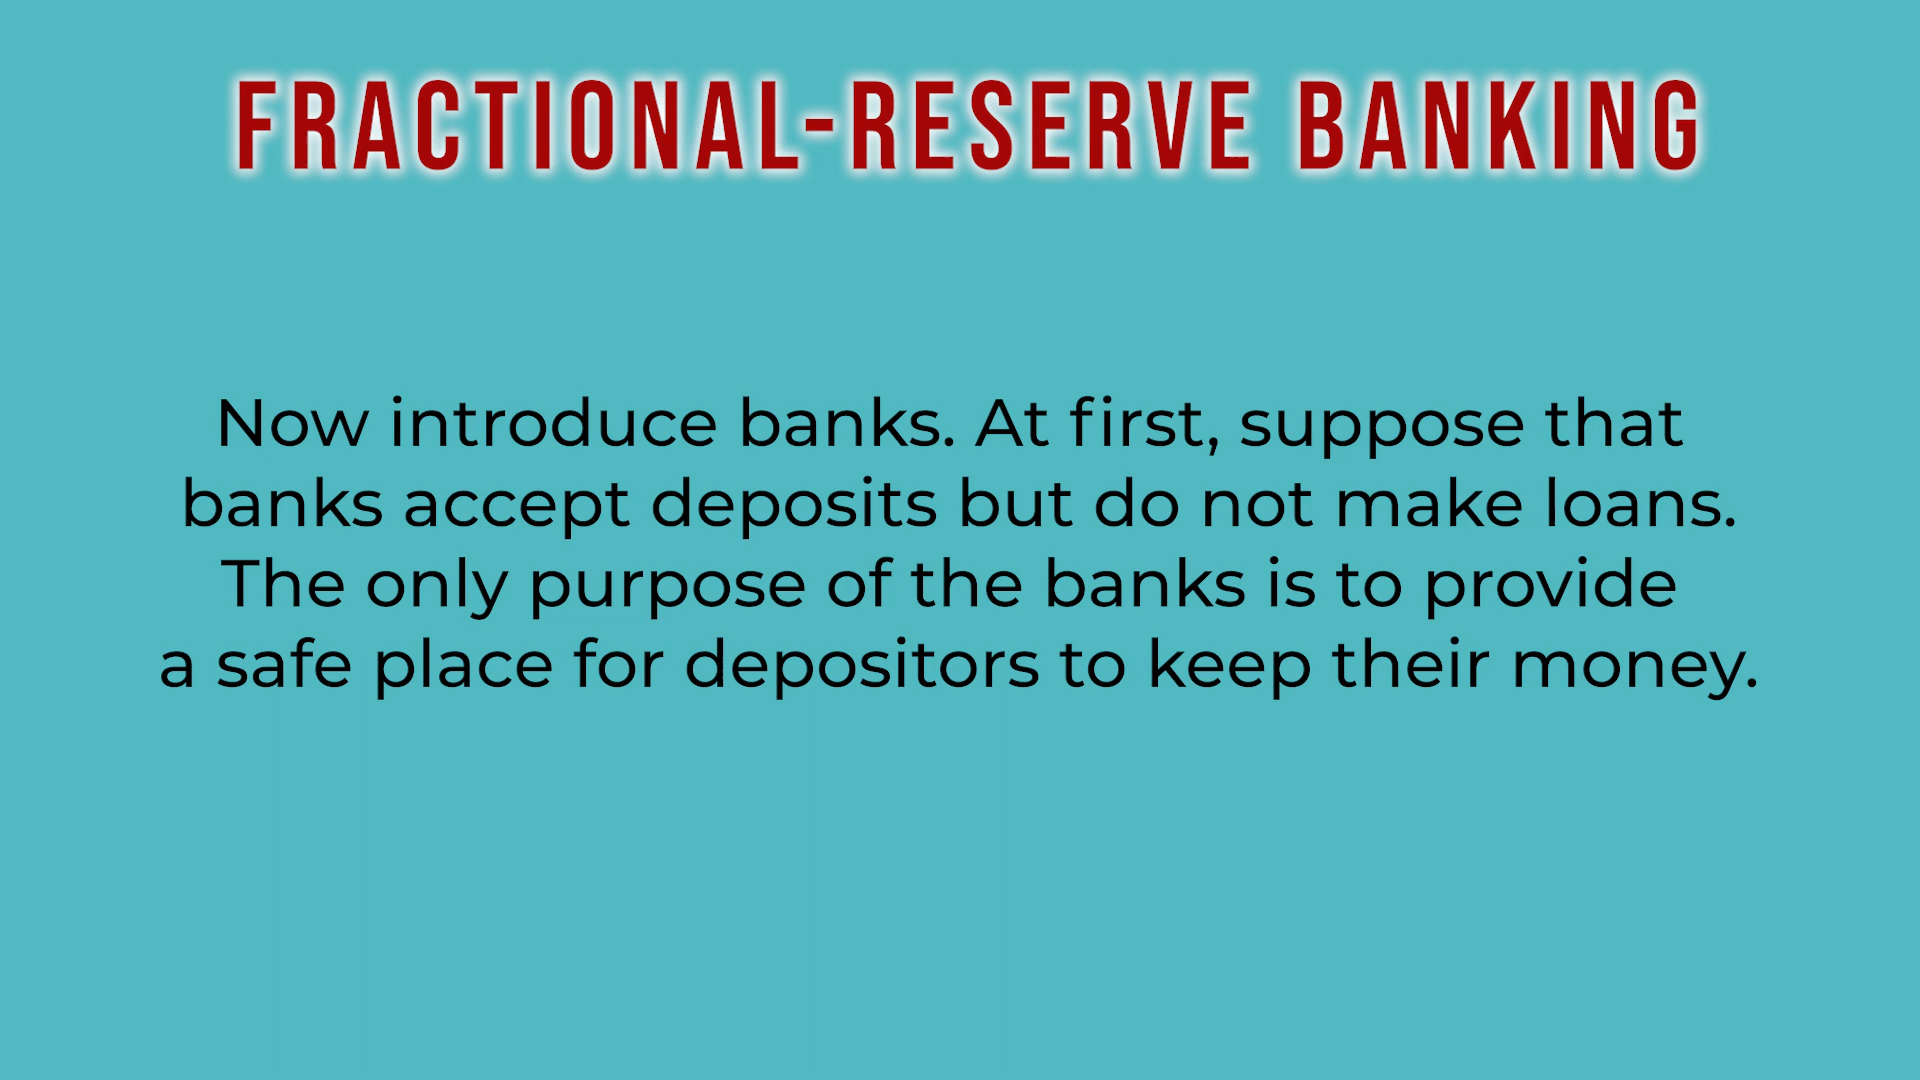 FRACTIONAL-RESERVE BANKING
Now introduce banks. At first, suppose that
banks accept deposits but do not make loans.
The only purpose of the banks is to provide
a safe place for depositors to keep their money.